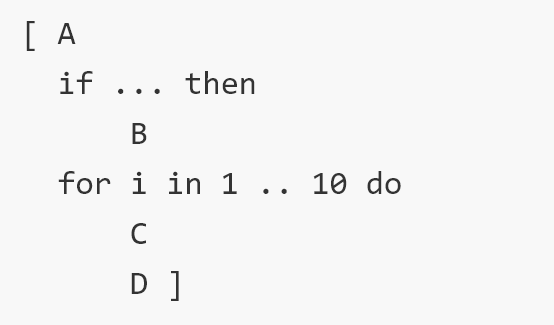 [ A
  if ... then
      B
  for i in 1 .. 10 do
      C
      D ]